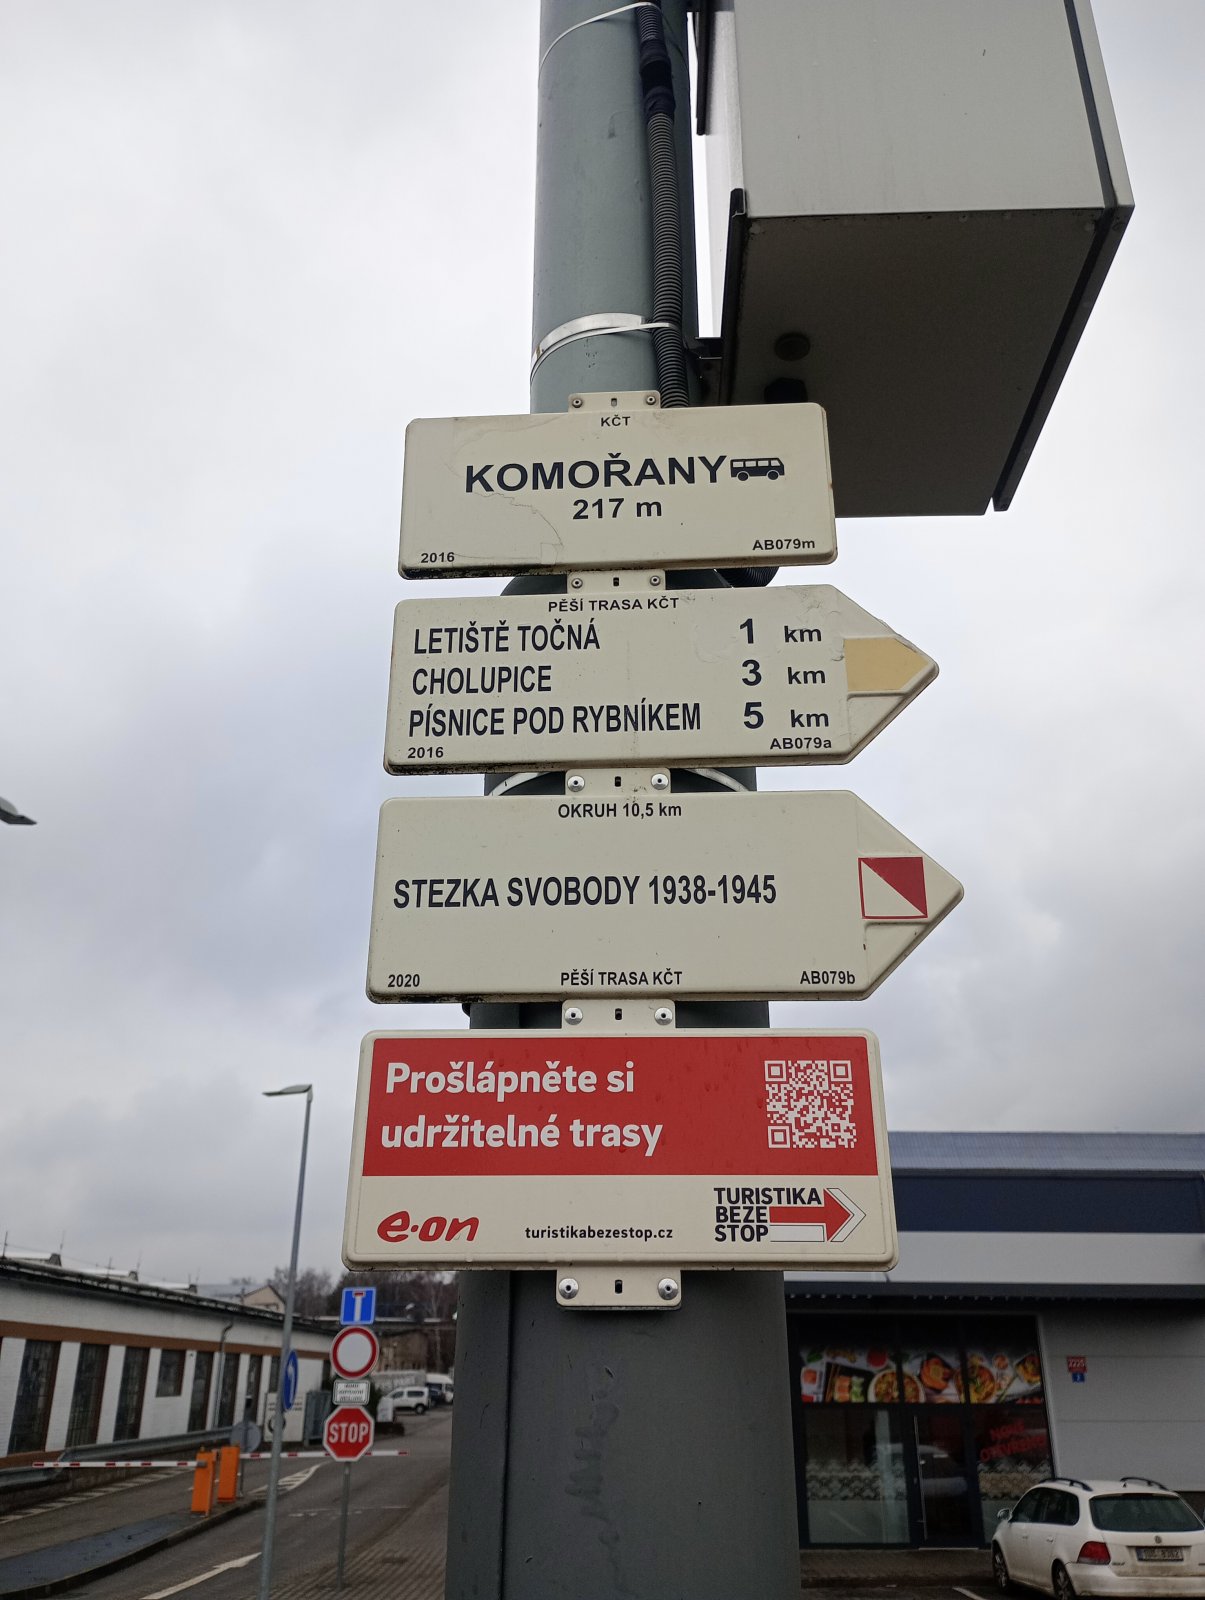 KČT
KOMOŘANY
217 m
2016 AB079m
PĚŠÍ TRASA KČT
LETIŠTĚ TOČNÁ 1 km
CHOLUPICE 3 km
PÍSNICE POD RYBNÍKEM 5 km
2016 AB079a
OKRUH 10,5 km
STEZKA SVOBODY 1938-1945
2020 PĚŠÍ TRASA KČT AB079b
Prošlápněte si
udržitelné trasy
e·on turistikabezestop.cz
TURISTIKA
BEZE
STOP
STOP